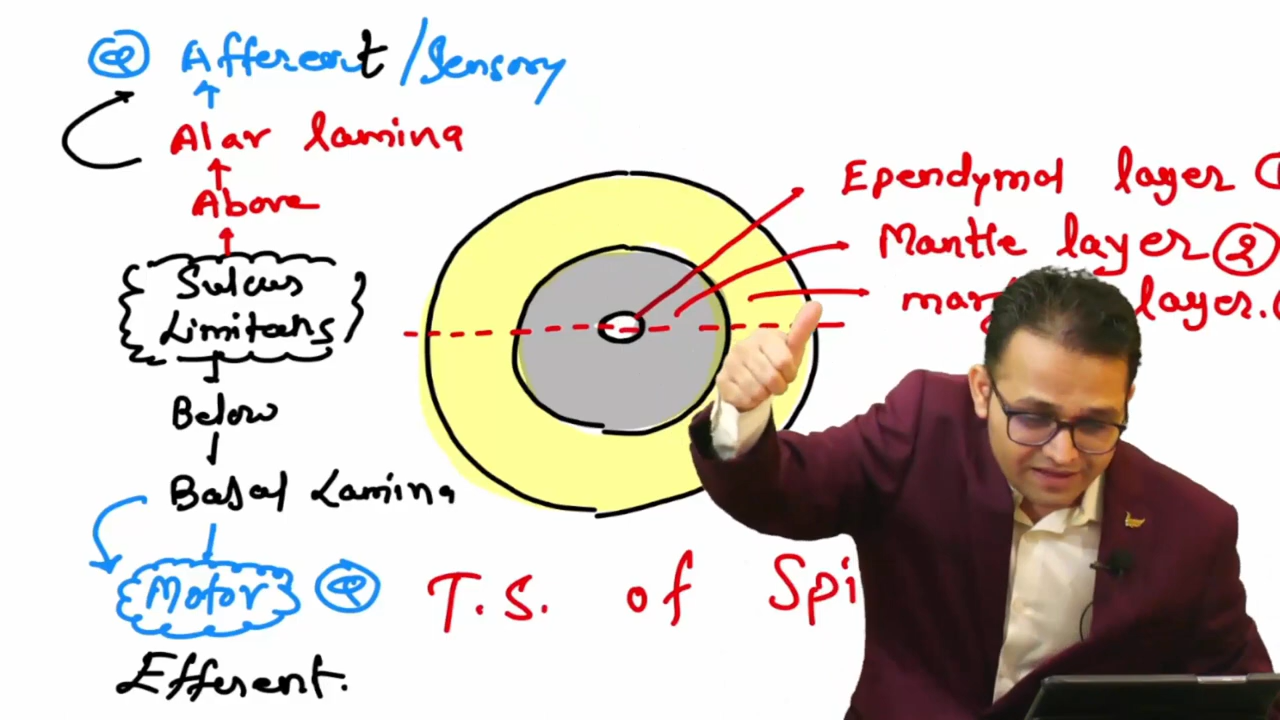 Q Afferent / Sensory
Alar lamina
Above
Sulcus
Limitans
Below
Basal Lamina
Motor Q
Efferent.
Ependymal layer
Mantle layer 2
layer.
T.S. of Spi